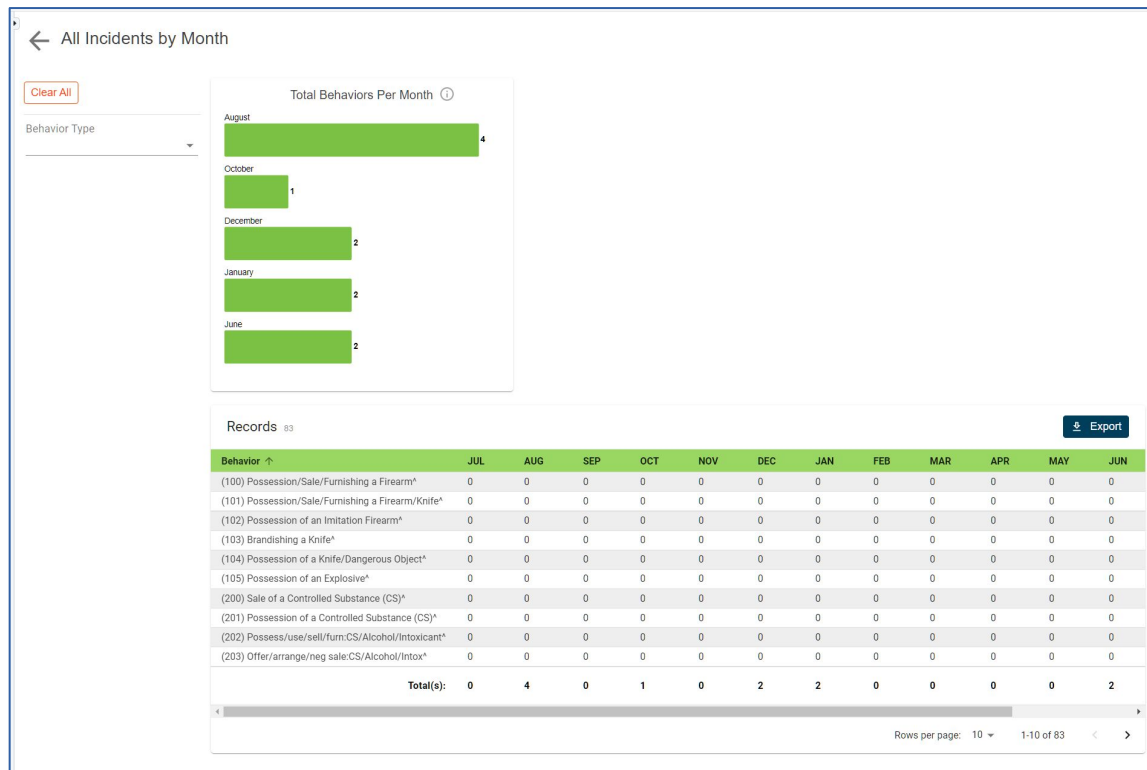 All Incidents by Month
Clear All
Behavior Type
Total Behaviors Per Month
August
4
October
1
December
2
January
2
June
2
Records 83
Export
Behavior ↑ JUL AUG SEP OCT NOV DEC JAN FEB MAR APR MAY JUN
(100) Possession/Sale/Furnishing a Firearm^ 0 0 0 0 0 0 0 0 0 0 0 0
(101) Possession/Sale/Furnishing a Firearm/Knife^ 0 0 0 0 0 0 0 0 0 0 0 0
(102) Possession of an Imitation Firearm^ 0 0 0 0 0 0 0 0 0 0 0 0
(103) Brandishing a Knife^ 0 0 0 0 0 0 0 0 0 0 0 0
(104) Possession of a Knife/Dangerous Object^ 0 0 0 0 0 0 0 0 0 0 0 0
(105) Possession of an Explosive^ 0 0 0 0 0 0 0 0 0 0 0 0
(200) Sale of a Controlled Substance (CS)^ 0 0 0 0 0 0 0 0 0 0 0 0
(201) Possession of a Controlled Substance (CS)^ 0 0 0 0 0 0 0 0 0 0 0 0
(202) Possess/use/sell/furn:CS/Alcohol/Intoxicant^ 0 0 0 0 0 0 0 0 0 0 0 0
(203) Offer/arrange/neg sale:CS/Alcohol/Intox^ 0 0 0 0 0 0 0 0 0 0 0 0
Total(s): 0 4 0 1 0 2 2 0 0 0 0 2
Rows per page: 10 1-10 of 83